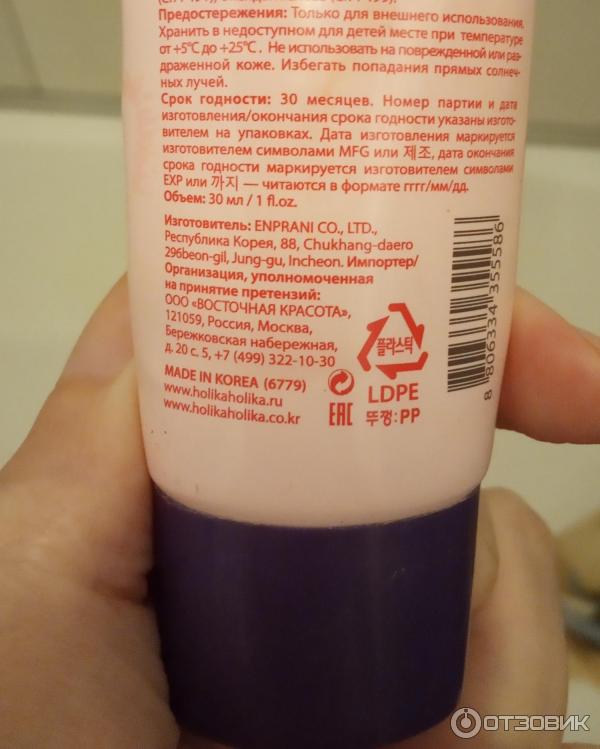 Предостережения: Только для внешнего использования.
Хранить в недоступном для детей месте при температуре
от +5°C до +25°C. Не использовать на поврежденной или раз-
драженной коже. Избегать попадания прямых солнеч-
ных лучей.
Срок годности: 30 месяцев. Номер партии и дата
изготовления/окончания срока годности указаны изгото-
вителем на упаковках. Дата изготовления маркируется
изготовителем символами MFG или 제조, дата окончания
срока годности маркируется изготовителем символами
EXP или 까지 — читаются в формате гггг/мм/дд.
Объем: 30 мл / 1 fl.oz.
Изготовитель: ENPRANI CO., LTD.,
Республика Корея, 88, Chukhang-daero
296beon-gil, Jung-gu, Incheon. Импортер/
Организация, уполномоченная
на принятие претензий:
ООО «ВОСТОЧНАЯ КРАСОТА»,
121059, Россия, Москва,
Бережковская набережная,
д. 20 с. 5, +7 (499) 322-10-30
MADE IN KOREA (6779)
www.holikaholika.ru
www.holikaholika.co.kr
EAC
플라스틱
LDPE
뚜껑:PP
8 806334 355586
ОТЗОВИК